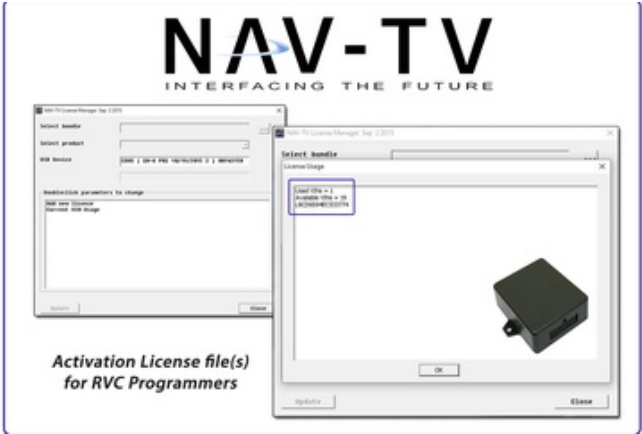 NAV-TV
INTERFACING THE FUTURE
NAV-TV License Manager Sep 2 2015
Select bundle
Select product
USB Device
Doubleclick parameters to change
Add new license
Current VIN Usage
Update
Close
NAV-TV License Manager Sep 2 2015
Select bundle
License Usage
Used VINs = 1
Available VINs = 19
OK
Update
Close
Activation License file(s)
for RVC Programmers